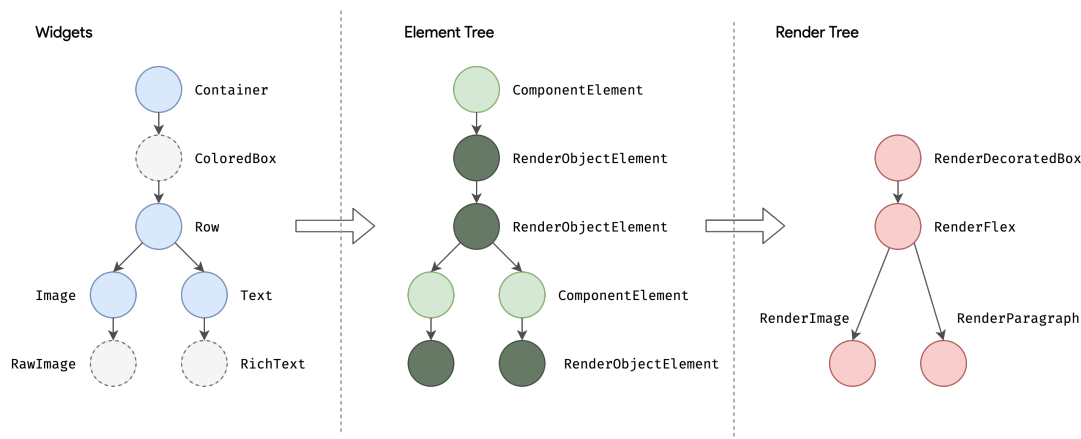 Widgets
Container
ColoredBox
Row
Image
Text
RawImage
RichText
Element Tree
ComponentElement
RenderObjectElement
RenderObjectElement
ComponentElement
RenderObjectElement
Render Tree
RenderDecoratedBox
RenderFlex
RenderImage
RenderParagraph